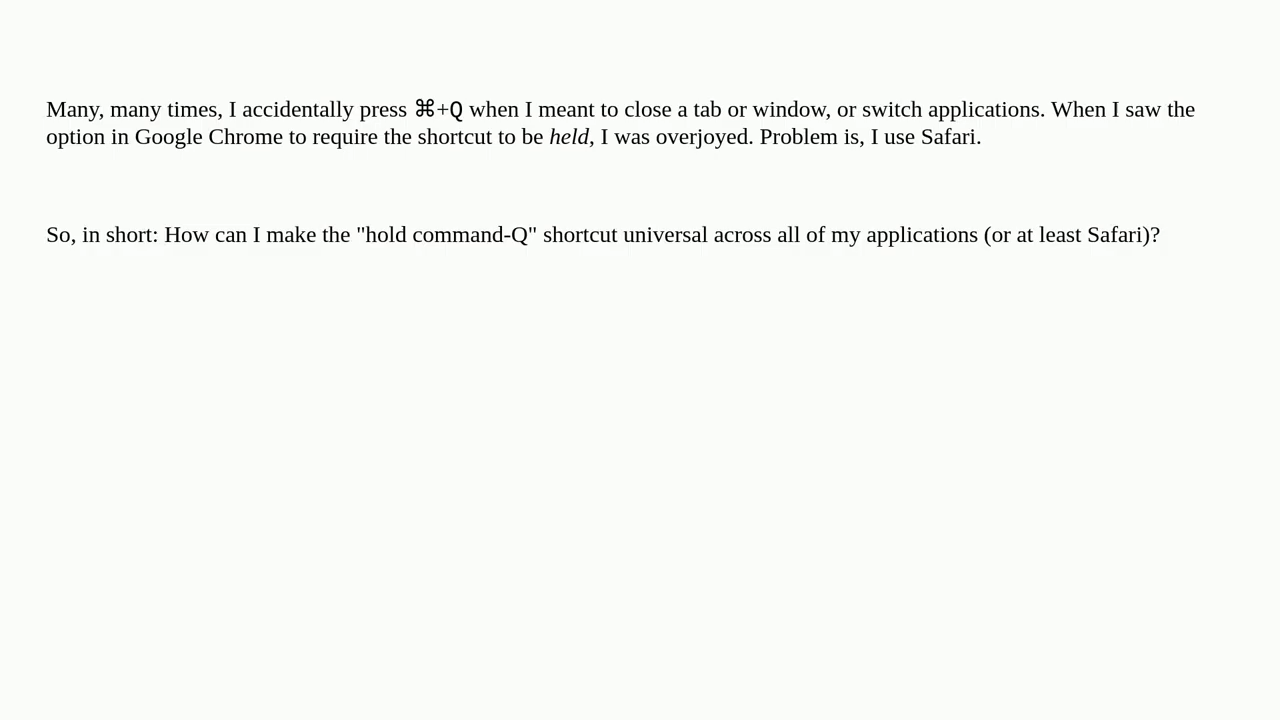 Many, many times, I accidentally press ⌘+Q when I meant to close a tab or window, or switch applications. When I saw the
option in Google Chrome to require the shortcut to be held, I was overjoyed. Problem is, I use Safari.
So, in short: How can I make the "hold command-Q" shortcut universal across all of my applications (or at least Safari)?